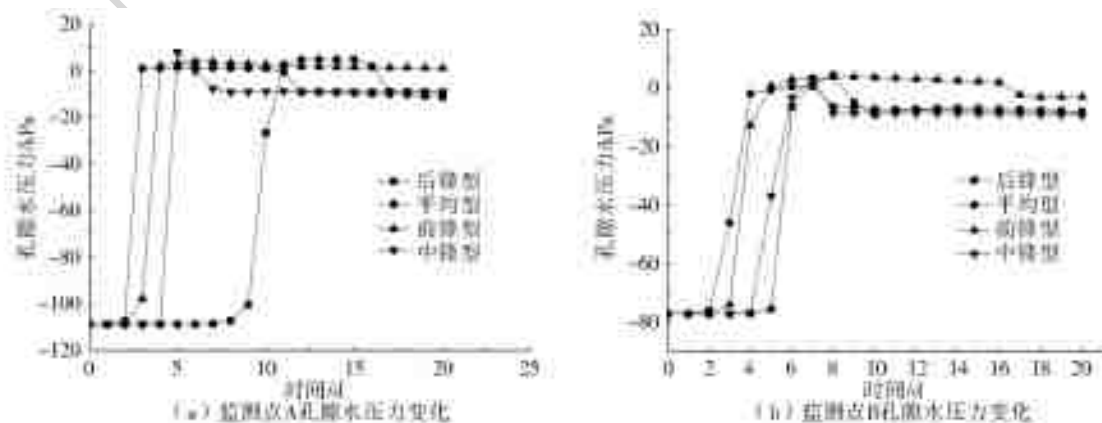 20
0
-20
-40
-60
-80
-100
-120
孔隙水压力/kPa
后锋型
平均型
前锋型
中锋型
0 5 10 15 20 25
时间/d
（a）监测点A孔隙水压力变化
20
0
-20
-40
-60
-80
孔隙水压力/kPa
后锋型
平均型
前锋型
中锋型
0 2 4 6 8 10 12 14 16 18 20
时间/d
（b）监测点B孔隙水压力变化